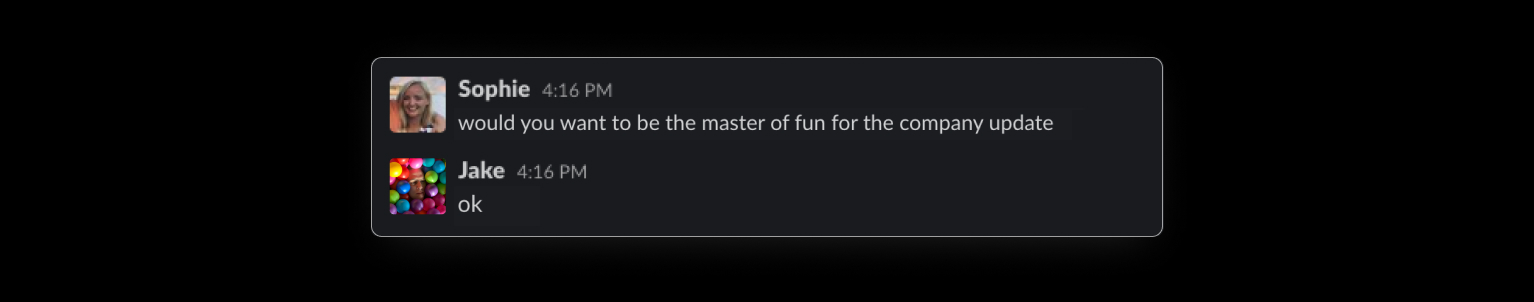 Sophie 4:16 PM
would you want to be the master of fun for the company update
Jake 4:16 PM
ok